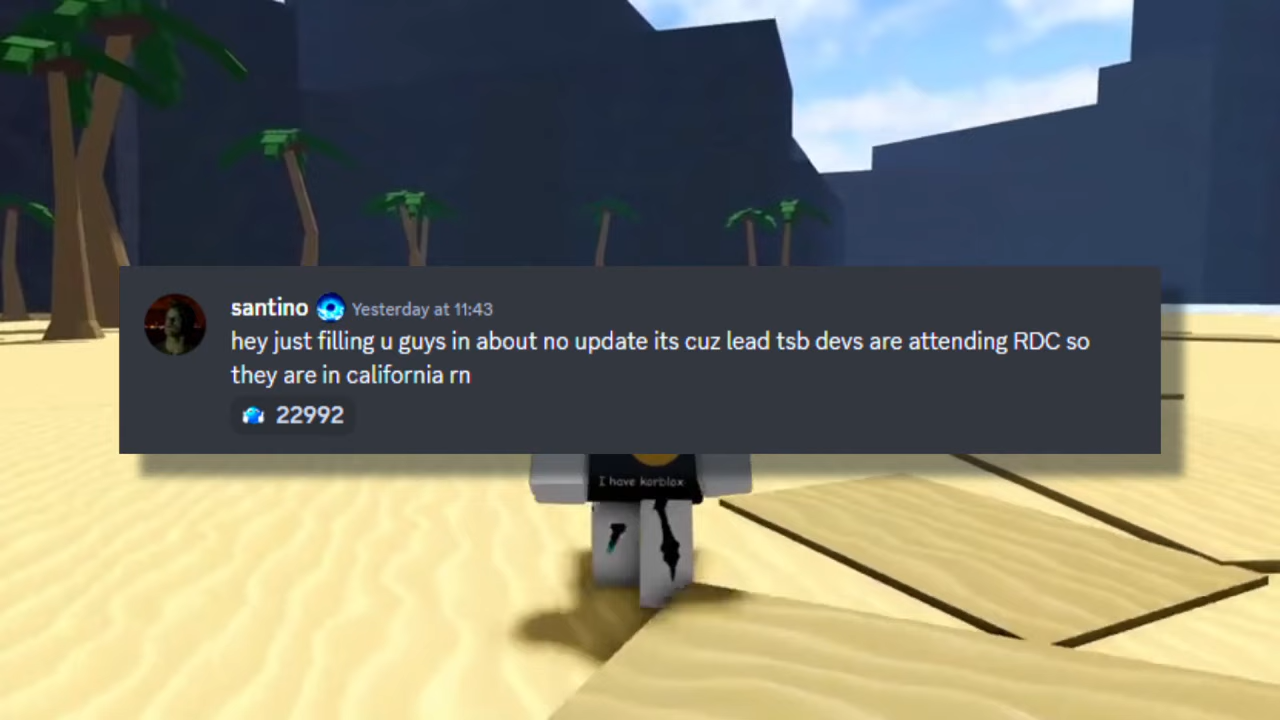 santino Yesterday at 11:43
hey just filling u guys in about no update its cuz lead tsb devs are attending RDC so
they are in california rn
22992
I have korblox